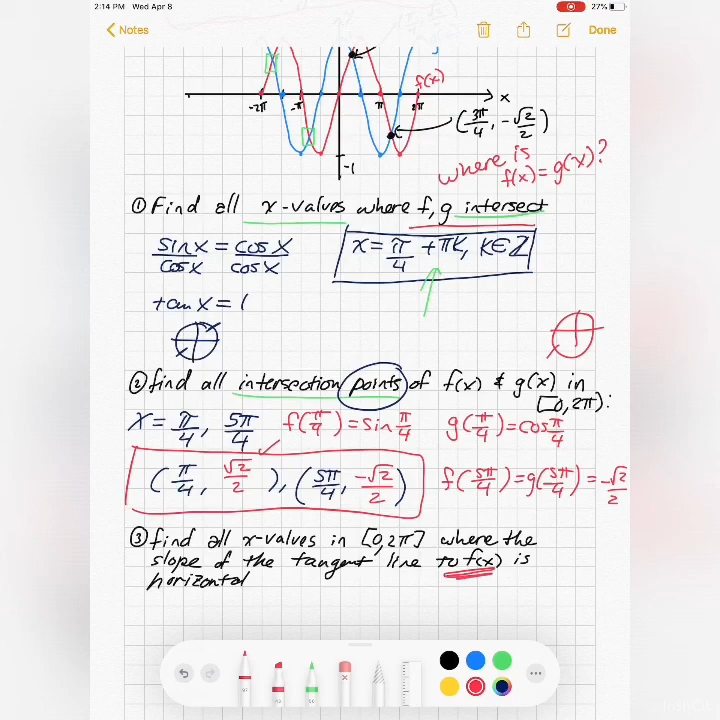 2:14 PM Wed Apr 8
27%
Notes
Done
f(x)
x
-2π
-π
π
2π
(3π/4, -√2/2)
-1
where is
f(x) = g(x)?
① Find all x-values where f, g intersect
sin x/cos x = cos x/cos x
x = π/4 + πk, k∈ℤ
tan x = 1
② find all intersection points of f(x) & g(x) in
[0, 2π):
x = π/4, 5π/4
f(π/4) = sin π/4
g(π/4) = cos π/4
(π/4, √2/2), (5π/4, -√2/2)
f(5π/4) = g(5π/4) = -√2/2
③ find all x-values in [0, 2π] where the
slope of the tangent line to f(x) is
horizontal